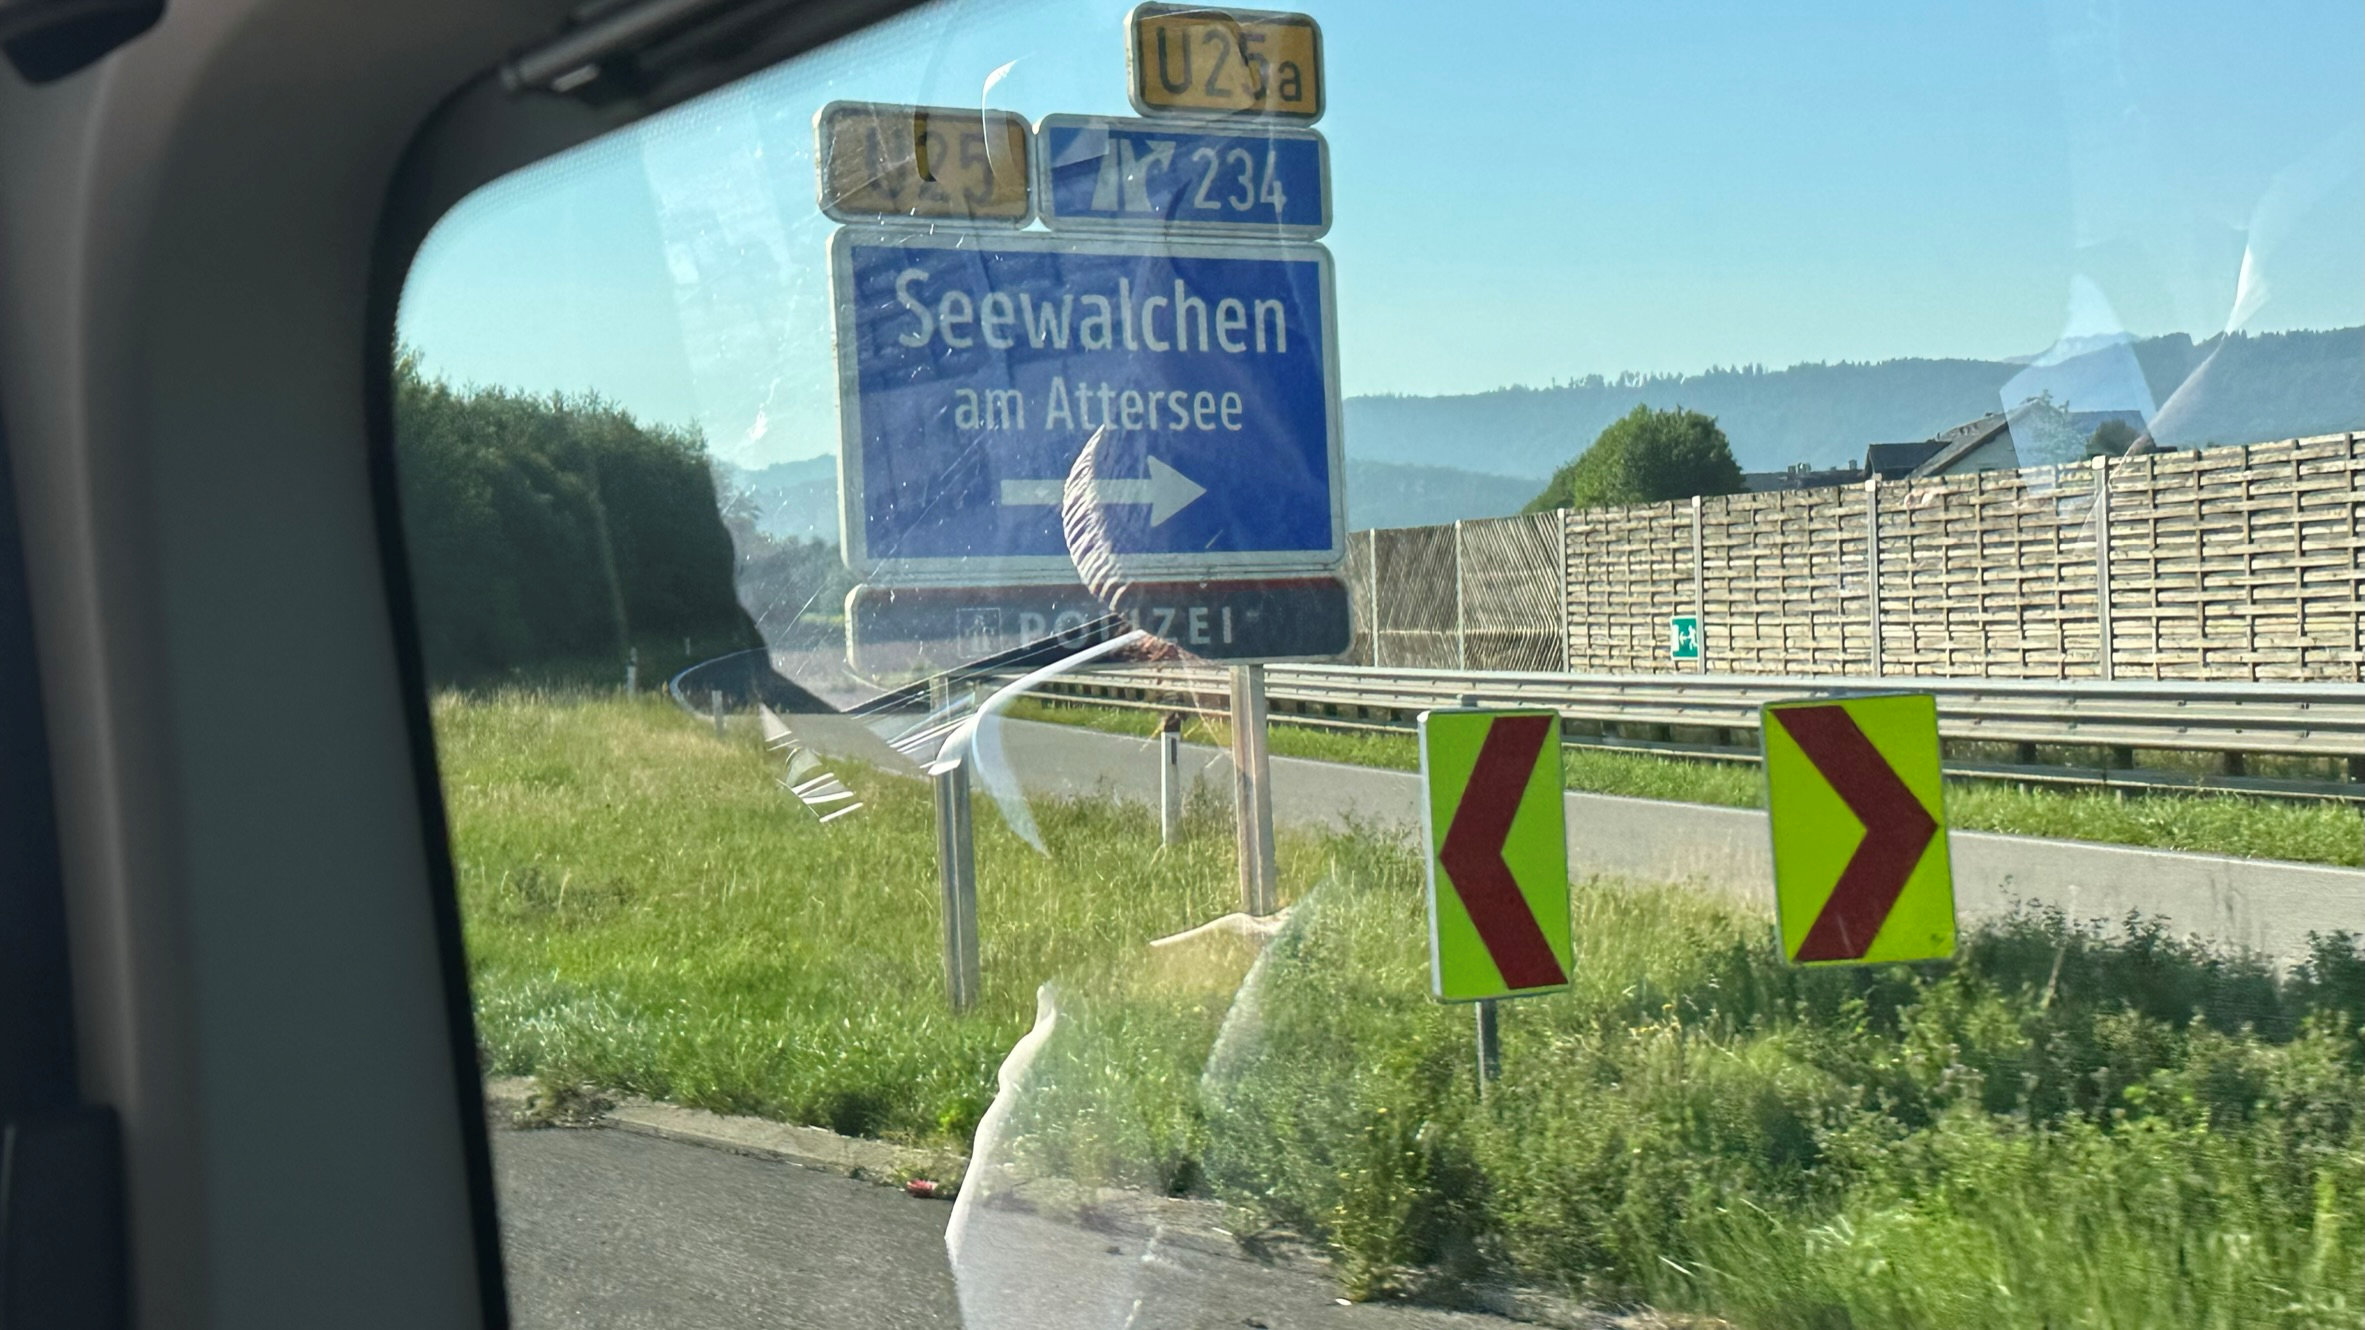 U25a
U25
234
Seewalchen
am Attersee
POLIZEI